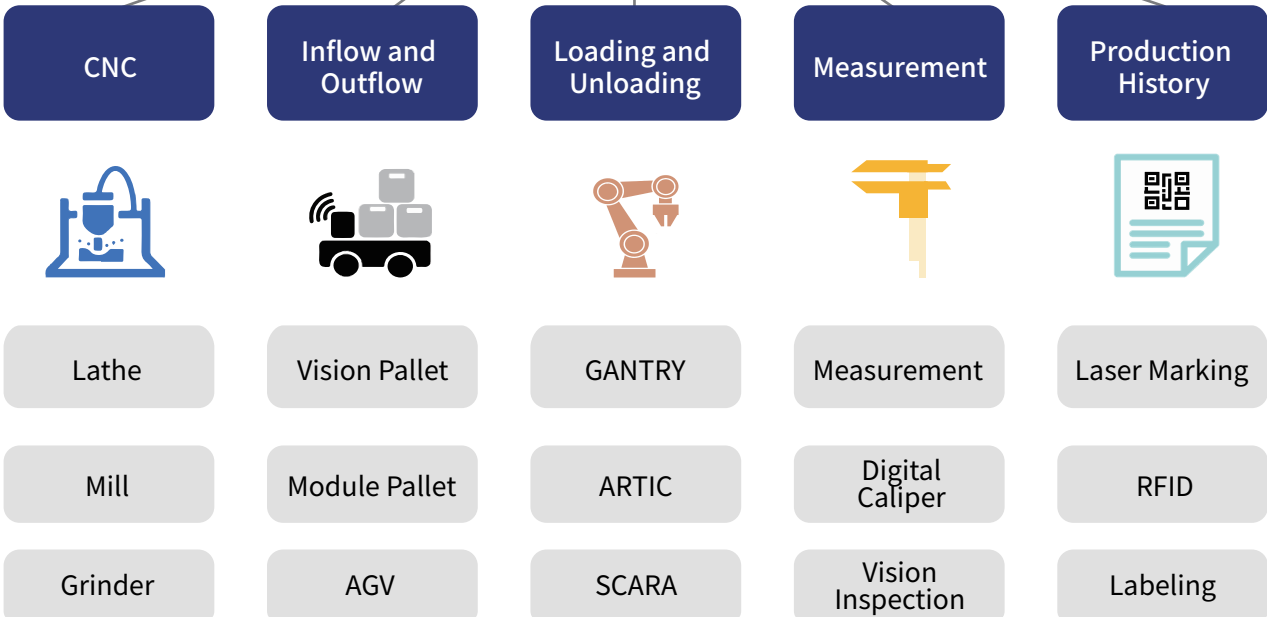 CNC
Inflow and
Outflow
Loading and
Unloading
Measurement
Production
History
Lathe
Vision Pallet
GANTRY
Measurement
Laser Marking
Mill
Module Pallet
ARTIC
Digital
Caliper
RFID
Grinder
AGV
SCARA
Vision
Inspection
Labeling